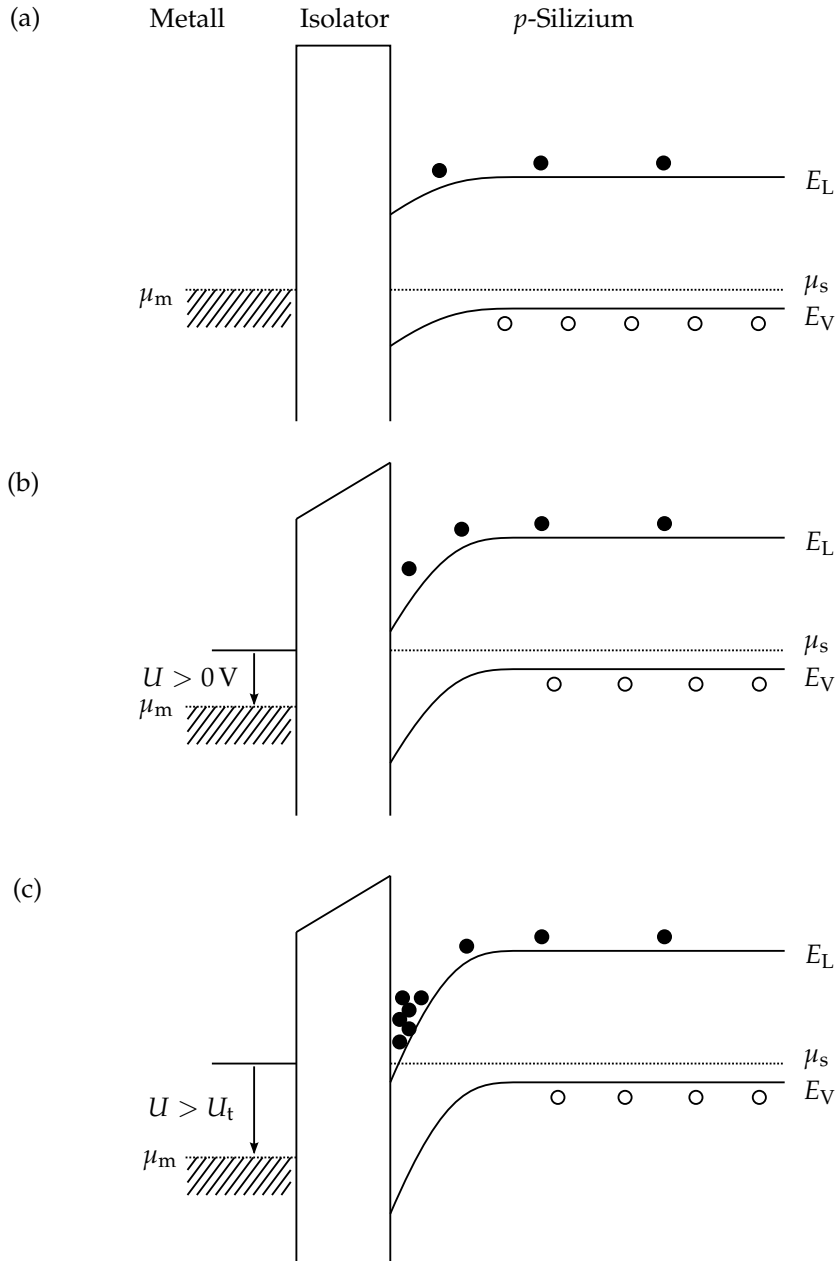 (a) Metall Isolator p-Silizium
E_L
μ_m μ_s
E_V
(b)
E_L
μ_s
U > 0 V E_V
μ_m
(c)
E_L
μ_s
U > U_t E_V
μ_m